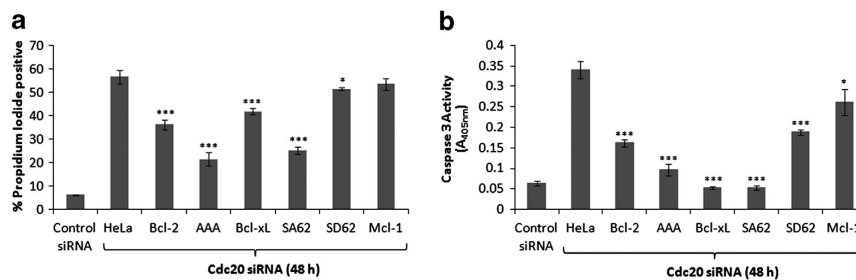 a
% Propidium Iodide positive
70
60
50
40
30
20
10
0
***
***
***
***
*
Control siRNA
HeLa
Bcl-2
AAA
Bcl-xL
SA62
SD62
Mcl-1
Cdc20 siRNA (48 h)
b
Caspase 3 Activity
(A405nm)
0.4
0.35
0.3
0.25
0.2
0.15
0.1
0.05
0
***
***
***
***
***
*
Control siRNA
HeLa
Bcl-2
AAA
Bcl-xL
SA62
SD62
Mcl-1
Cdc20 siRNA (48 h)